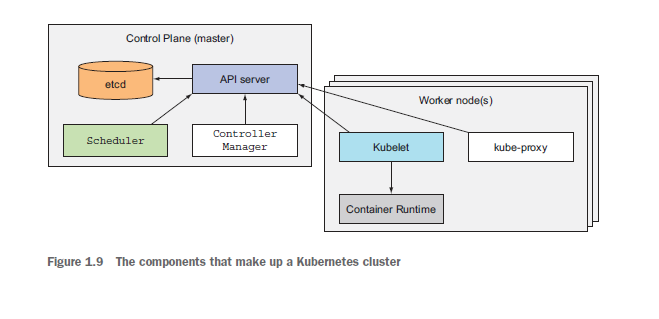 Control Plane (master)
etcd
API server
Scheduler
Controller
Manager
Worker node(s)
Kubelet
kube-proxy
Container Runtime
Figure 1.9 The components that make up a Kubernetes cluster